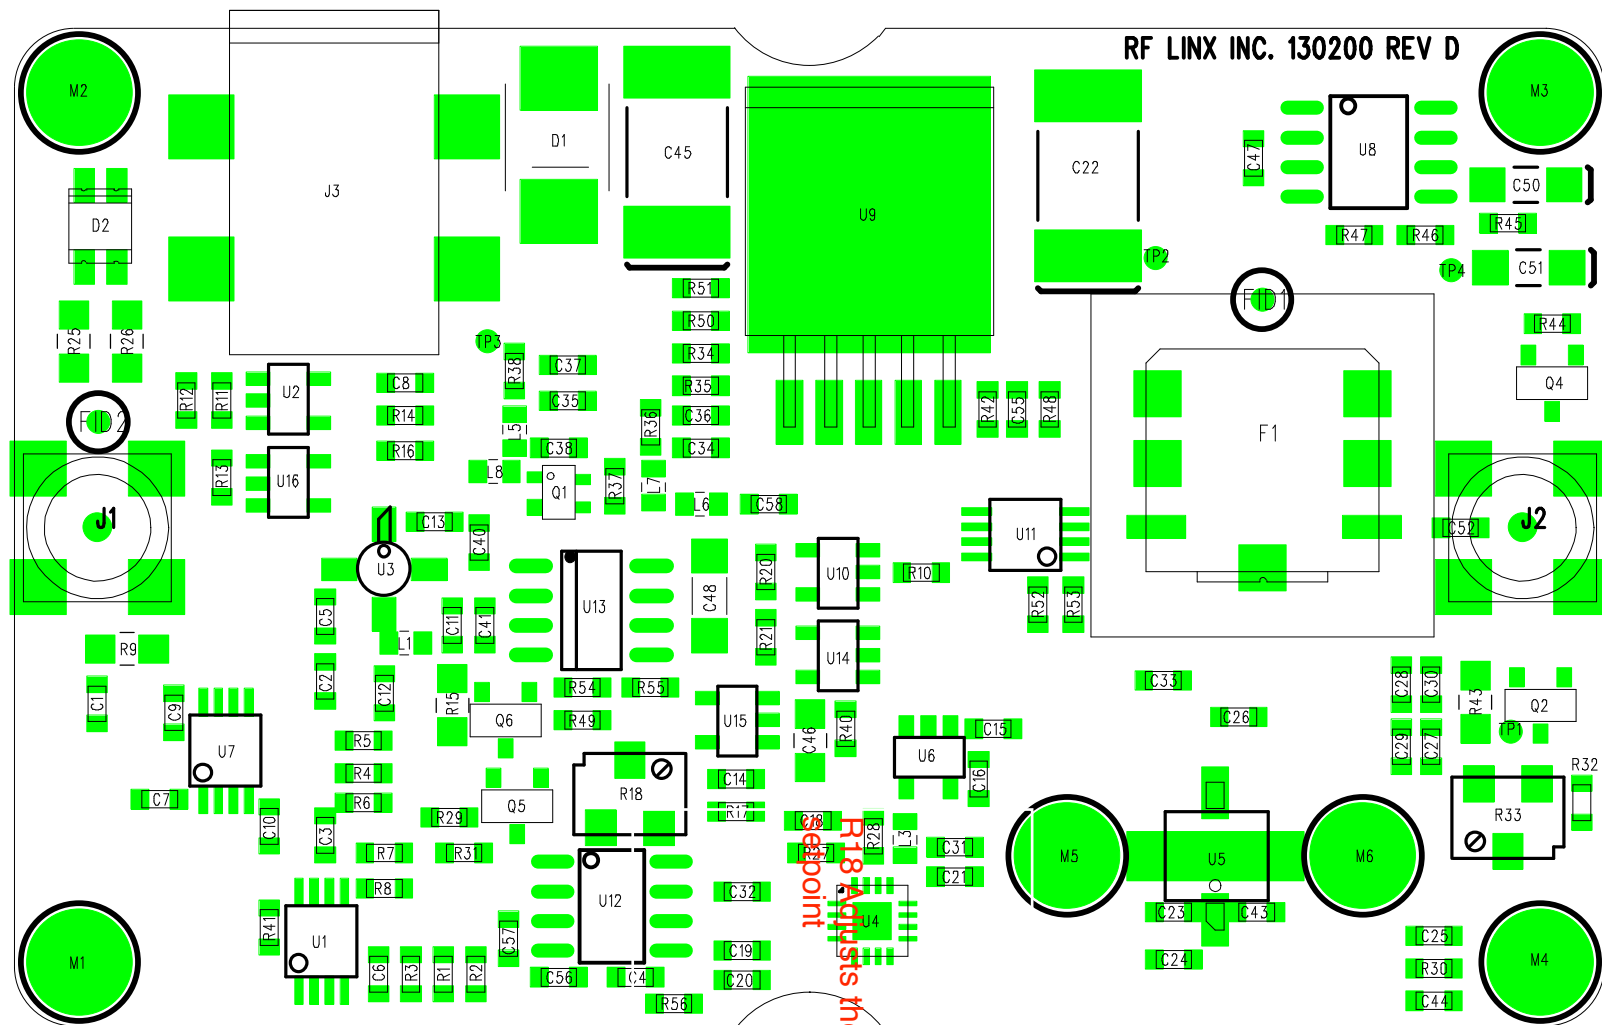 RF LINX INC. 130200 REV D
M2
M3
J3
D1
C45
U9
C22
C47
U8
C50
D2
R47
R46
R45
TP2
TP4
C51
R51
FID1
R50
R44
R25
R26
TP3
R34
R38
C37
R35
Q4
R12
R11
U2
C8
C35
C36
R42
C55
R48
R14
R36
L5
FID2
F1
R16
C38
C34
R13
U16
L8
Q1
R37
L7
L6
C58
J1
C13
J2
C52
C40
U11
U3
U10
R10
R20
C5
C11
C41
U13
C48
R52
R53
R21
L1
R9
U14
C2
C12
R54
R55
C33
C28
C30
C1
C9
R15
R43
Q6
R49
U15
C46
R40
C15
C26
Q2
TP1
R5
U7
U6
C29
C27
R4
C14
C16
R32
C7
R6
Q5
R18
R17
C10
C3
R29
C18
R28
L3
R33
R7
R31
R27
C31
M5
U5
M6
R18 Adjusts the
setpoint
R8
C32
C21
U12
R41
U4
C23
C43
U1
C57
C25
M1
C6
R3
R1
R2
C56
C4
C19
C24
M4
R30
C20
R56
C44